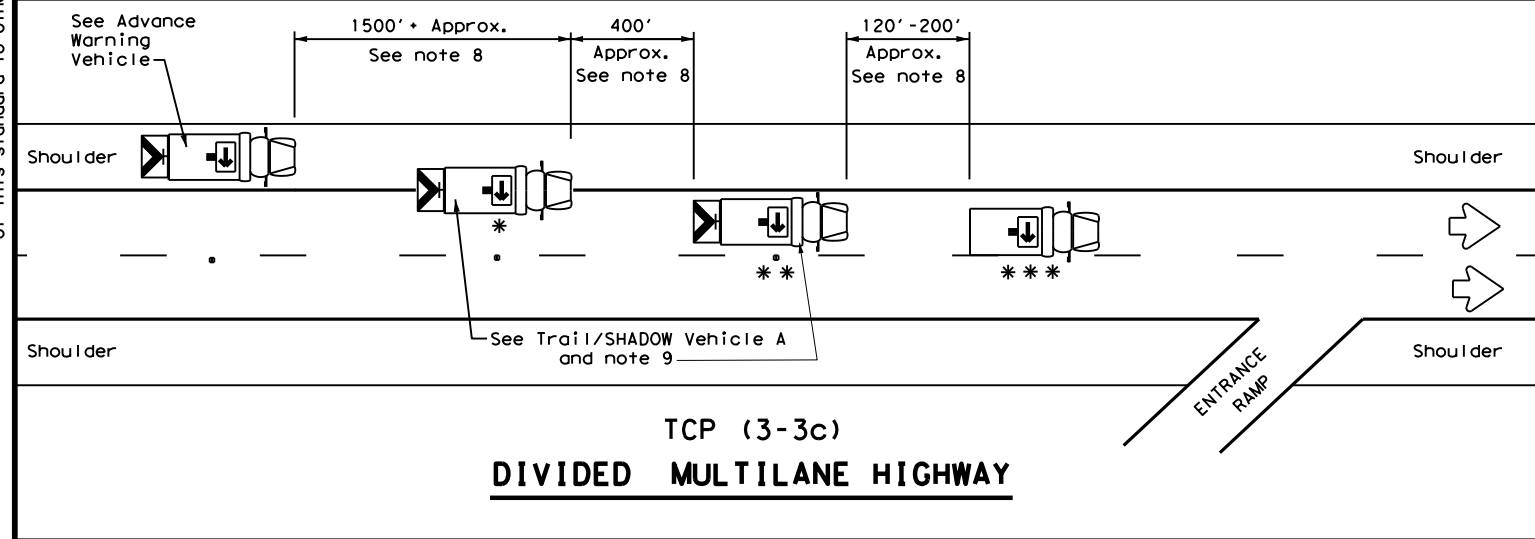 See Advance
Warning
Vehicle
1500'+ Approx.
See note 8
400'
Approx.
See note 8
120'-200'
Approx.
See note 8
Shoulder
Shoulder
*
* *
* * *
See Trail/SHADOW Vehicle A
and note 9
Shoulder
Shoulder
ENTRANCE
RAMP
TCP (3-3c)
DIVIDED MULTILANE HIGHWAY